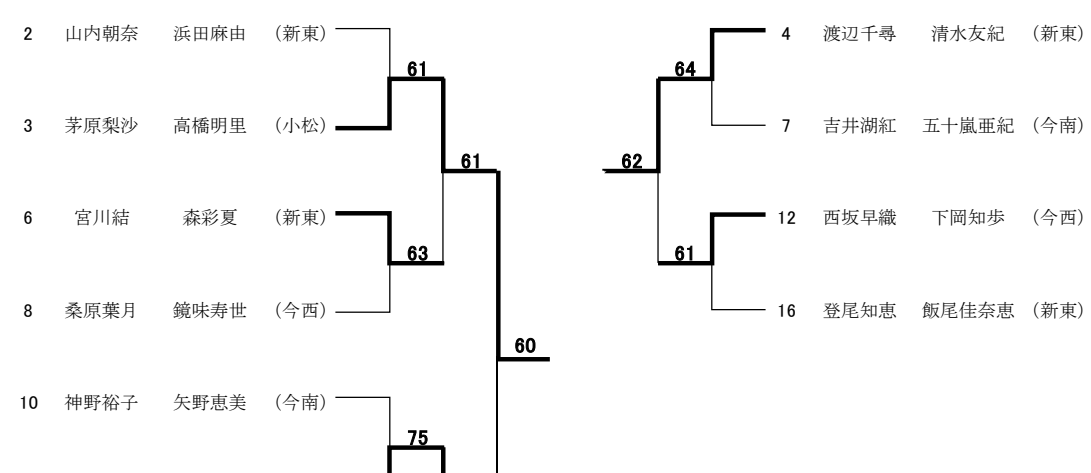 2 山内朝奈 浜田麻由 (新東)
61
3 茅原梨沙 高橋明里 (小松)
61
6 宮川結 森彩夏 (新東)
63
8 桑原葉月 鏡味寿世 (今西)
60
10 神野裕子 矢野恵美 (今南)
75
4 渡辺千尋 清水友紀 (新東)
64
7 吉井湖紅 五十嵐亜紀 (今南)
62
12 西坂早織 下岡知歩 (今西)
61
16 登尾知恵 飯尾佳奈恵 (新東)